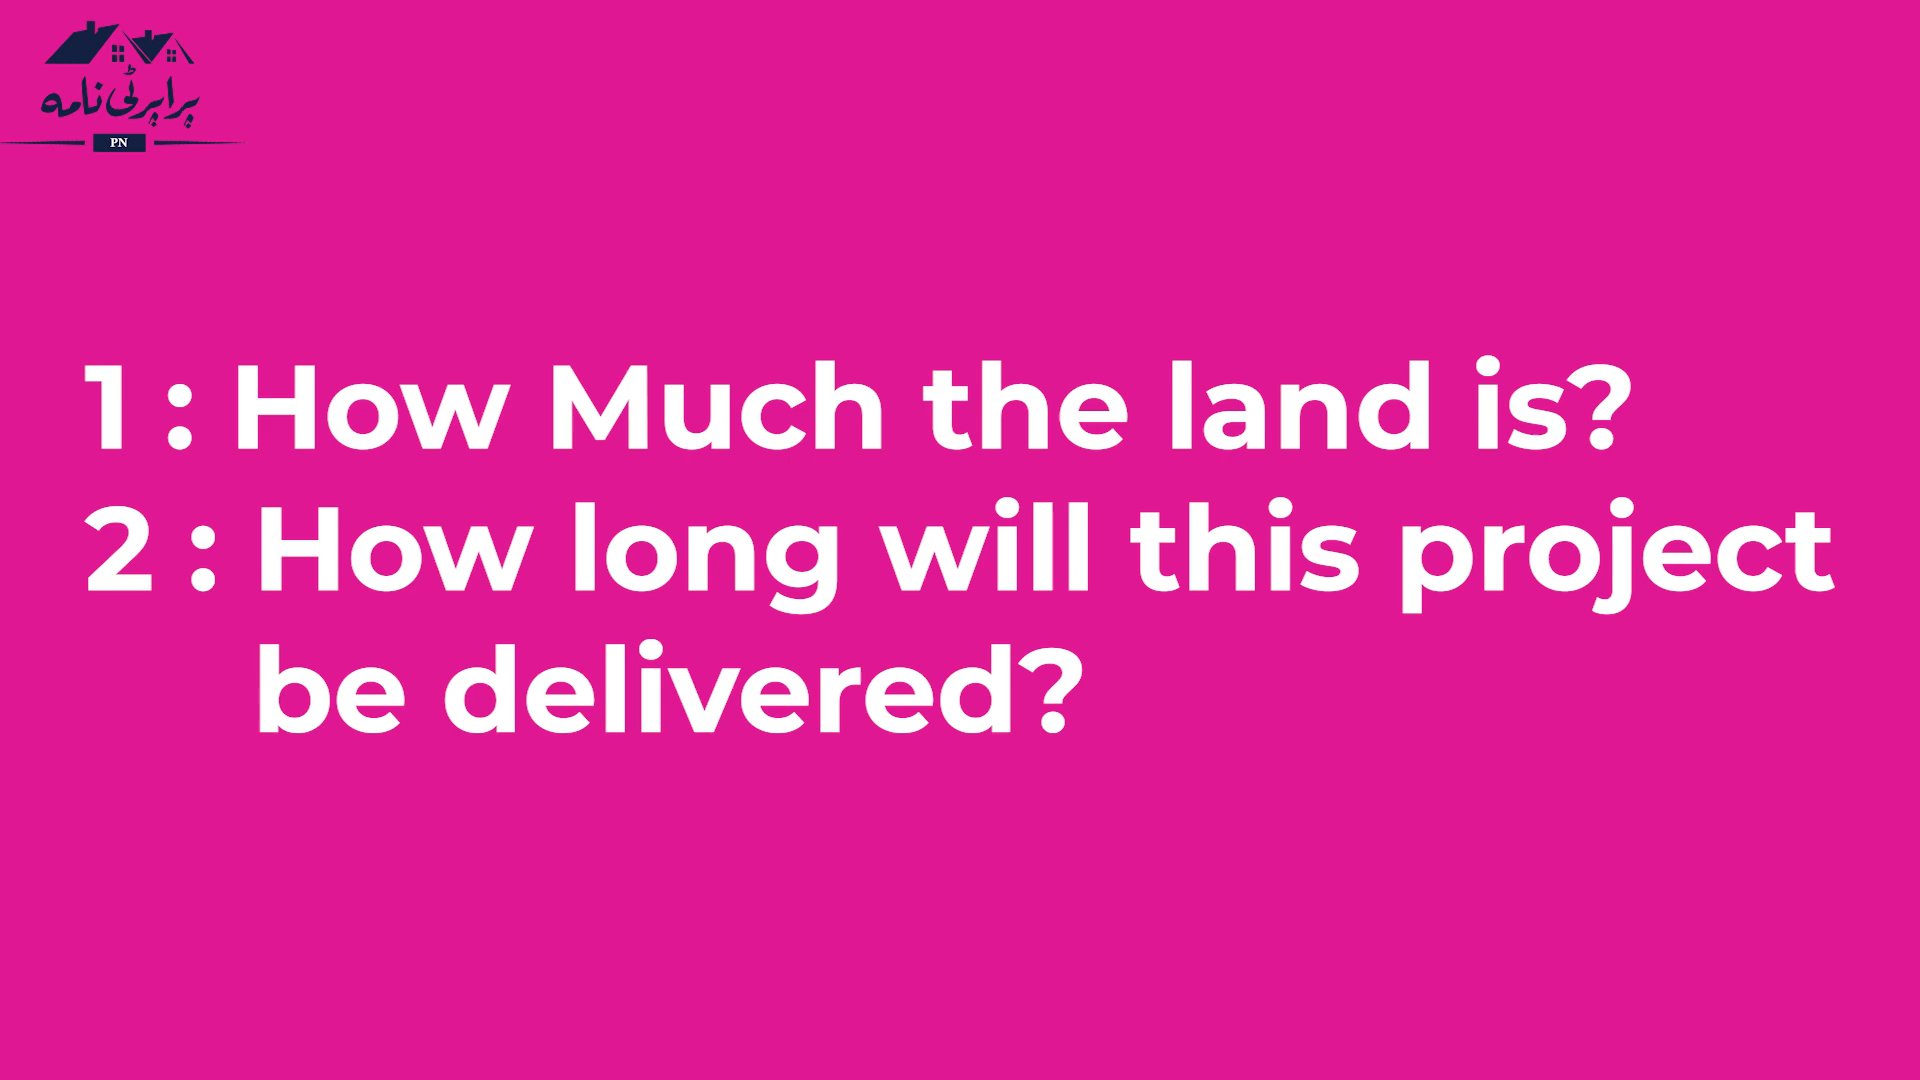 پراپرٹی نامہ
PN
1 : How Much the land is?
2 : How long will this project
be delivered?